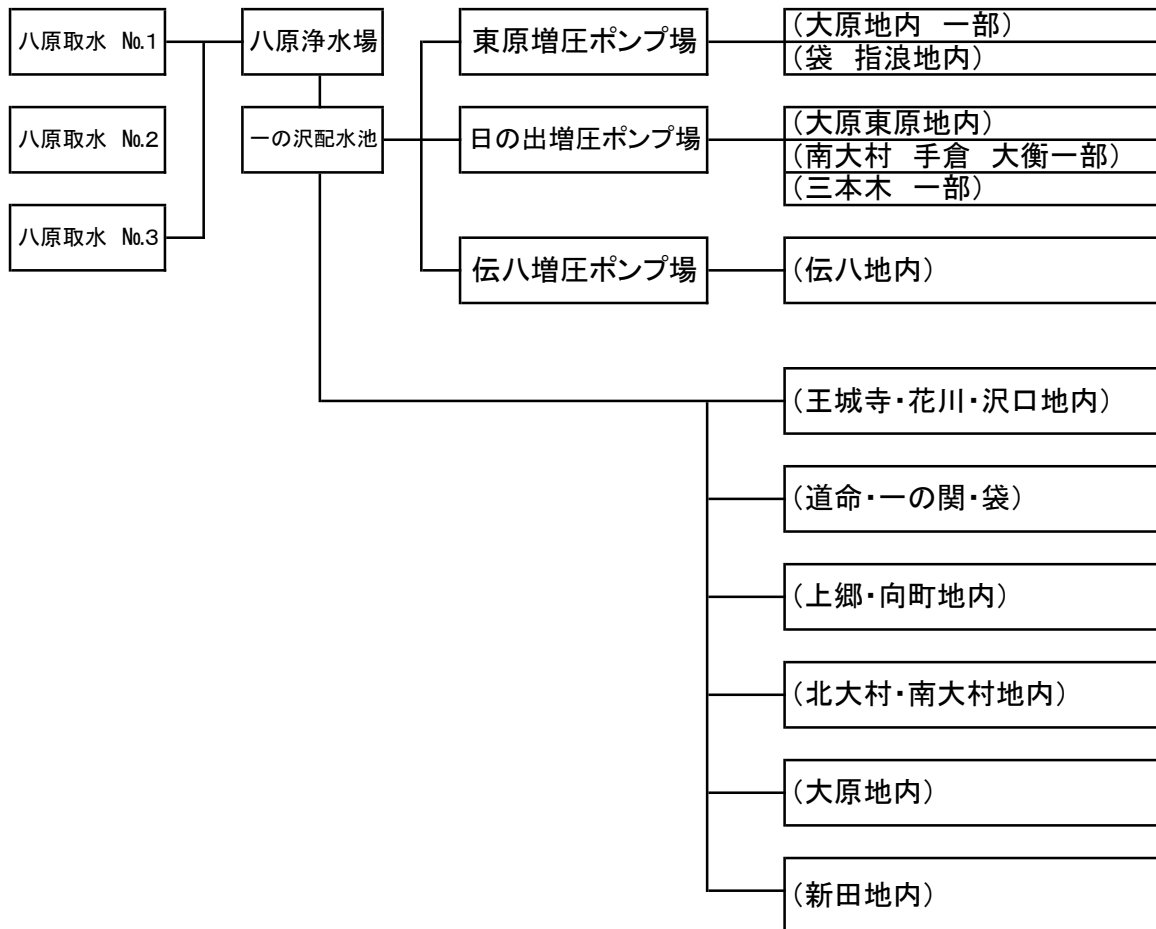 八原取水 №1
八原浄水場
東原増圧ポンプ場
(大原地内 一部)
(袋 指浪地内)
八原取水 №2
一の沢配水池
日の出増圧ポンプ場
(大原東原地内)
(南大村 手倉 大衡一部)
(三本木 一部)
八原取水 №3
伝八増圧ポンプ場
(伝八地内)
(王城寺・花川・沢口地内)
(道命・一の関・袋)
(上郷・向町地内)
(北大村・南大村地内)
(大原地内)
(新田地内)